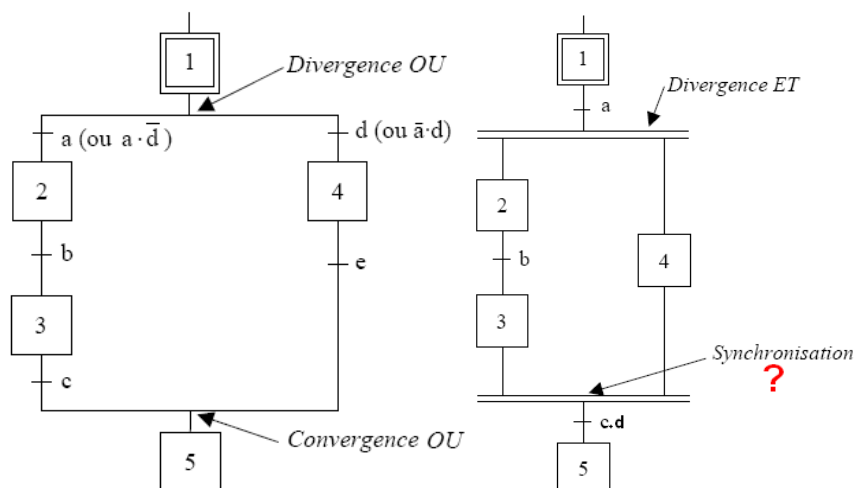 1
Divergence OU
a (ou a · d̅ )
d (ou a̅·d)
2
4
b
e
3
c
Convergence OU
5
1
Divergence ET
a
2
b
4
3
Synchronisation
?
c.d
5